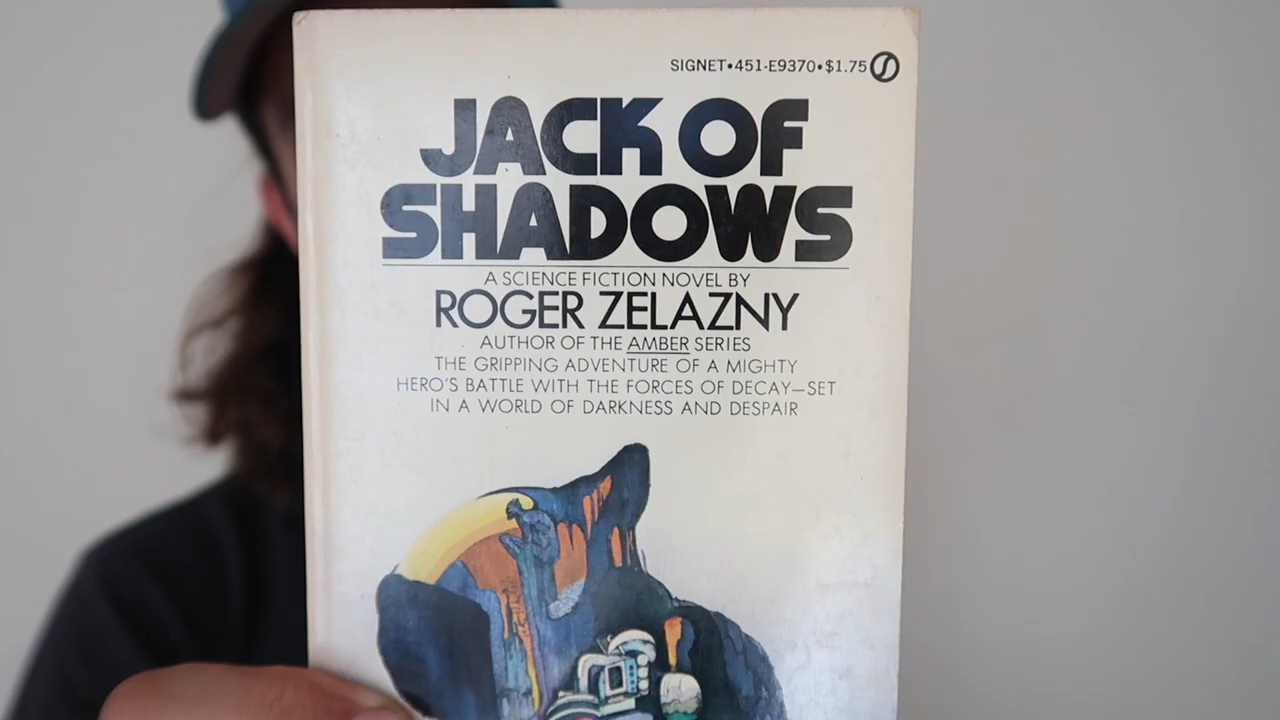 SIGNET•451-E9370•$1.75
JACK OF
SHADOWS
A SCIENCE FICTION NOVEL BY
ROGER ZELAZNY
AUTHOR OF THE AMBER SERIES
THE GRIPPING ADVENTURE OF A MIGHTY
HERO'S BATTLE WITH THE FORCES OF DECAY—SET
IN A WORLD OF DARKNESS AND DESPAIR